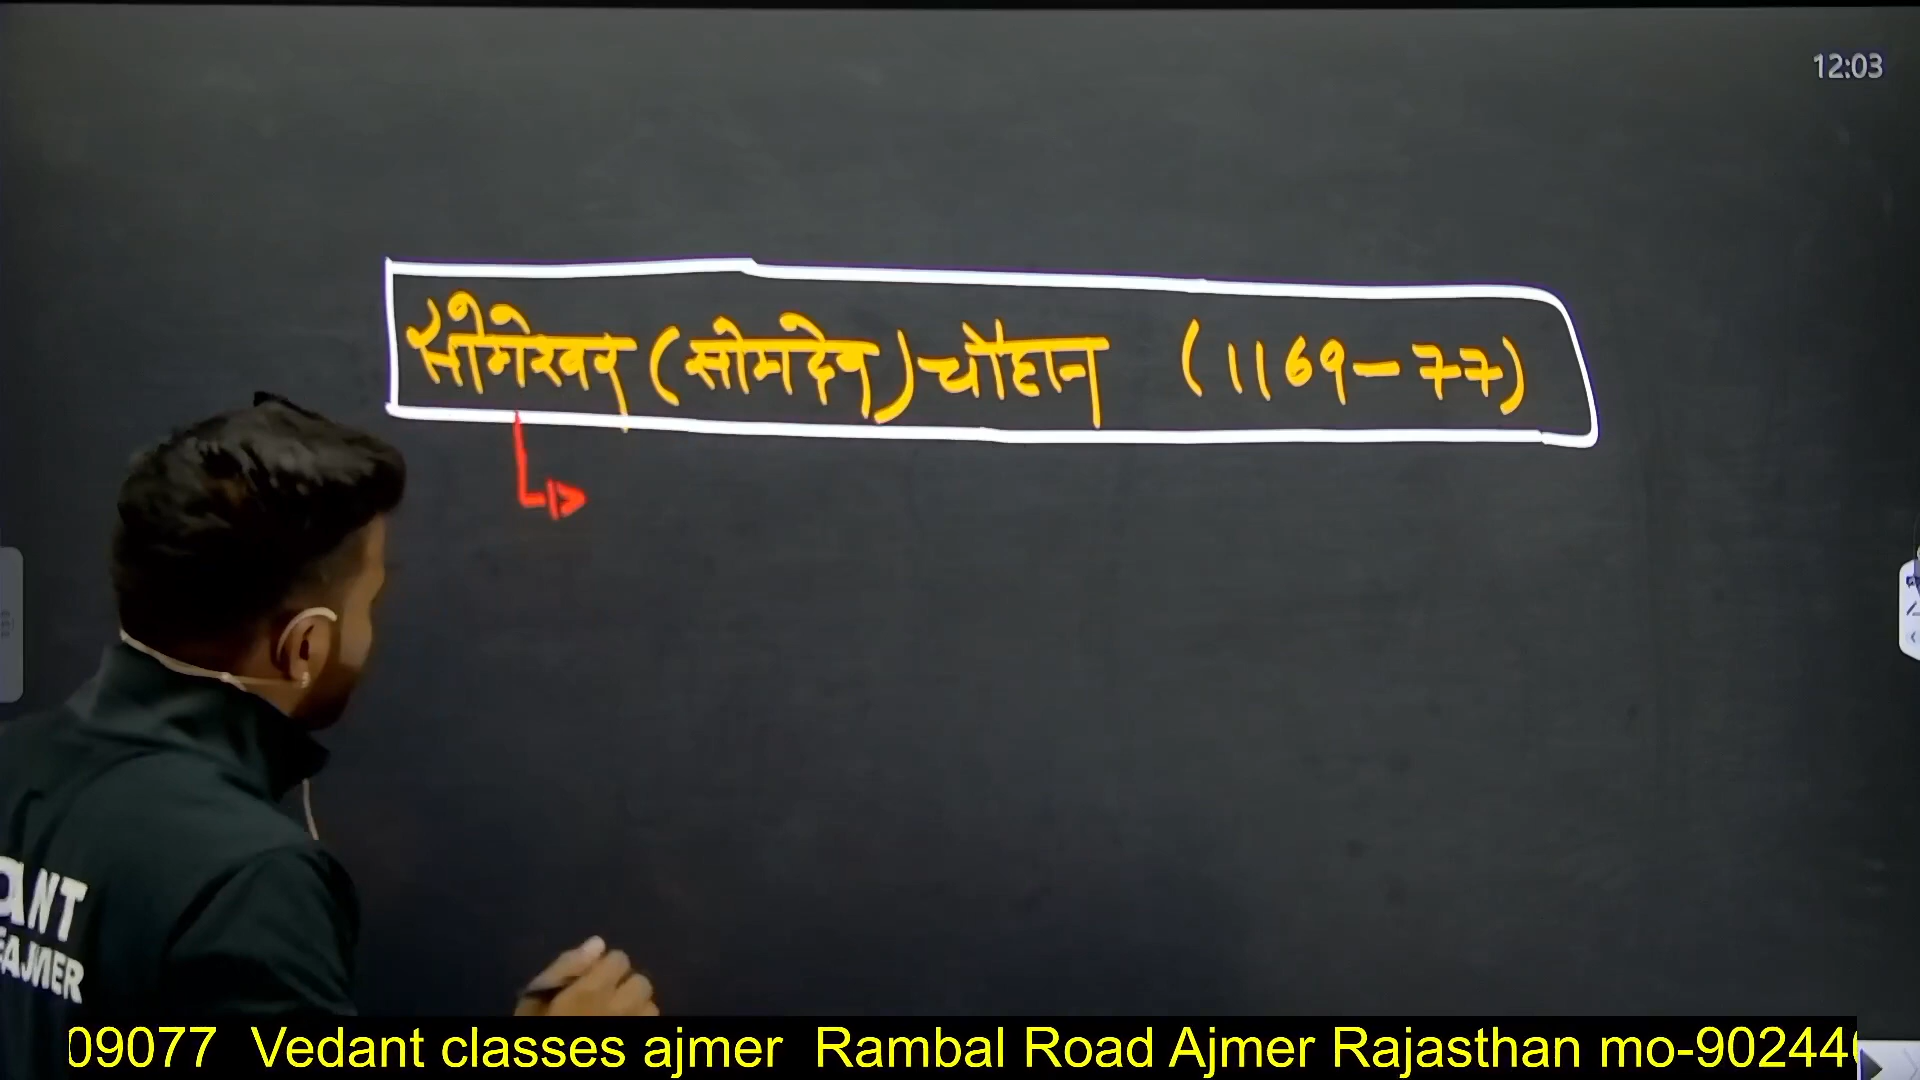 12:03
सोमेश्वर (सोमदेव) चौहान (1169-77)
ANT
AJMER
09077 Vedant classes ajmer Rambal Road Ajmer Rajasthan mo-90244